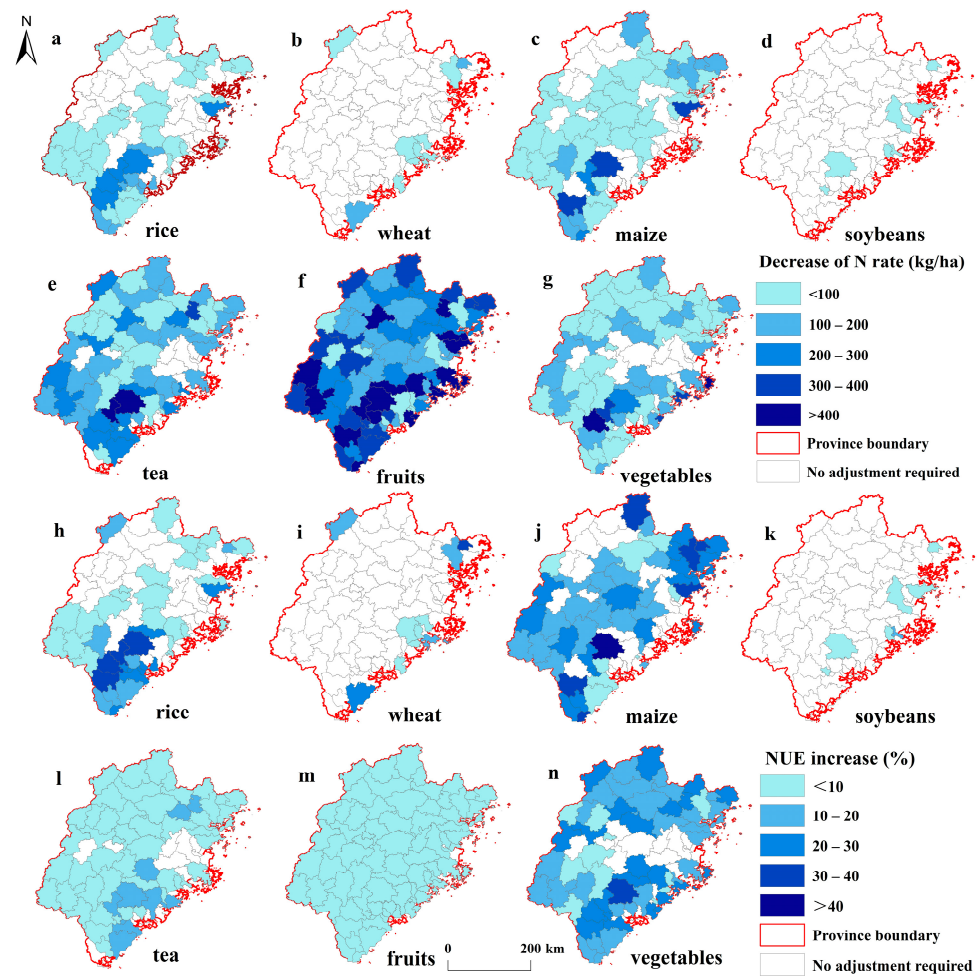 N
a
b
c
d
rice
wheat
maize
soybeans
e
f
g
Decrease of N rate (kg/ha)
<100
100 – 200
200 – 300
300 – 400
>400
Province boundary
No adjustment required
tea
fruits
vegetables
h
i
j
k
rice
wheat
maize
soybeans
l
m
n
NUE increase (%)
<10
10 – 20
20 – 30
30 – 40
>40
Province boundary
No adjustment required
tea
fruits
0 200 km
vegetables